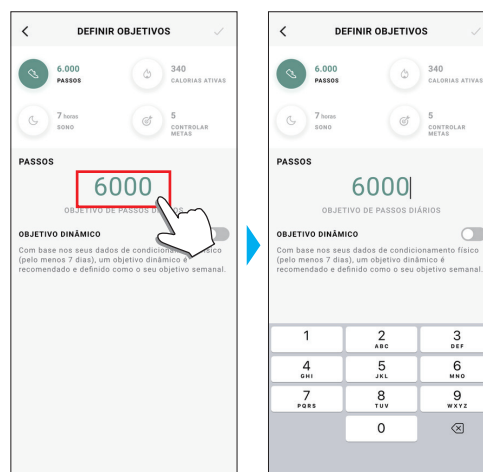 DEFINIR OBJETIVOS
6.000
PASSOS
340
CALORIAS ATIVAS
7 horas
SONO
5
CONTROLAR
METAS
PASSOS
6000
OBJETIVO DE PASSOS
OBJETIVO DINÂMICO
Com base nos seus dados de
(pelo menos 7 dias), um objetivo dinâmico é
recomendado e definido como o seu objetivo semanal.
DEFINIR OBJETIVOS
6.000
PASSOS
340
CALORIAS ATIVAS
7 horas
SONO
5
CONTROLAR
METAS
PASSOS
6000
OBJETIVO DE PASSOS DIÁRIOS
OBJETIVO DINÂMICO
Com base nos seus dados de condicionamento físico
(pelo menos 7 dias), um objetivo dinâmico é
recomendado e definido como o seu objetivo semanal.
1
2
ABC
3
DEF
4
GHI
5
JKL
6
MNO
7
PQRS
8
TUV
9
WXYZ
0